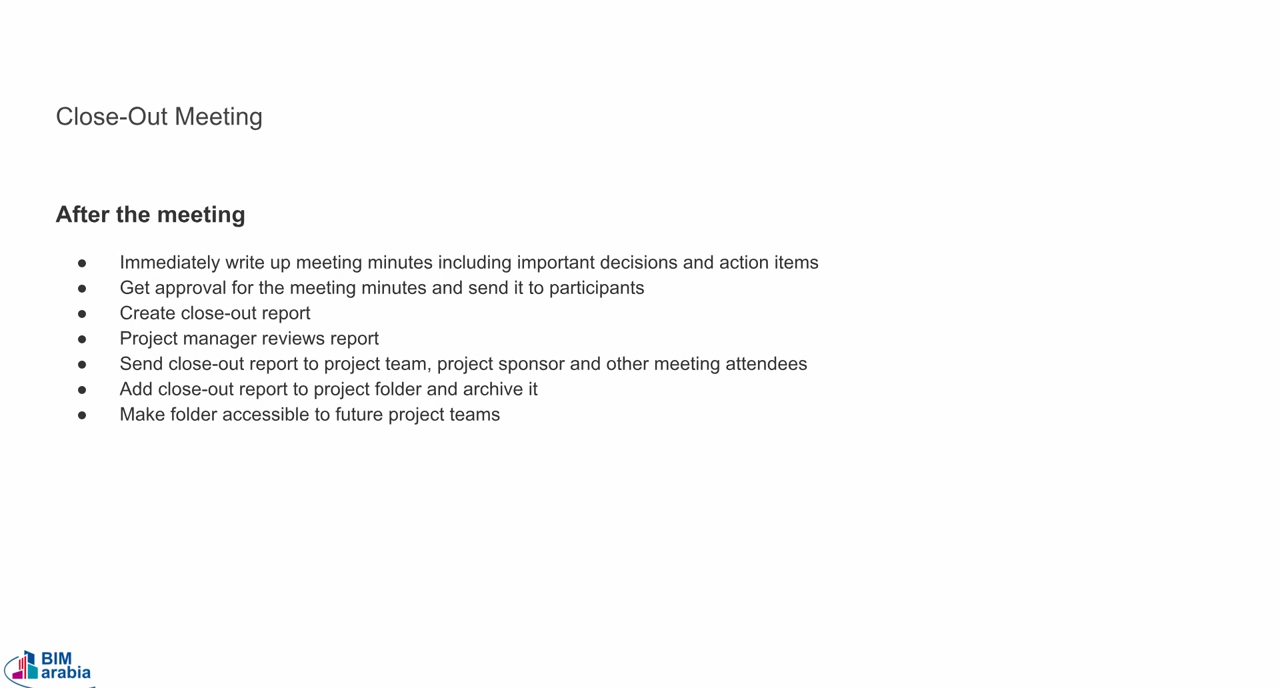 Close-Out Meeting
After the meeting
● Immediately write up meeting minutes including important decisions and action items
● Get approval for the meeting minutes and send it to participants
● Create close-out report
● Project manager reviews report
● Send close-out report to project team, project sponsor and other meeting attendees
● Add close-out report to project folder and archive it
● Make folder accessible to future project teams
BIM
arabia